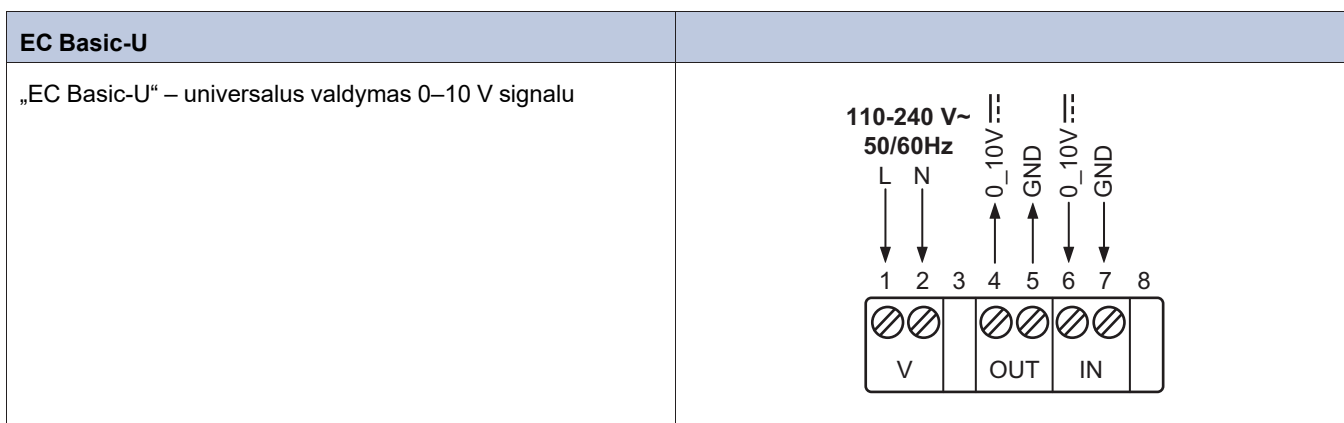 EC Basic-U
„EC Basic-U“ – universalus valdymas 0–10 V signalu
110-240 V~
50/60Hz
L N
0_10V GND 0_10V GND
1 2 3 4 5 6 7 8
V OUT IN